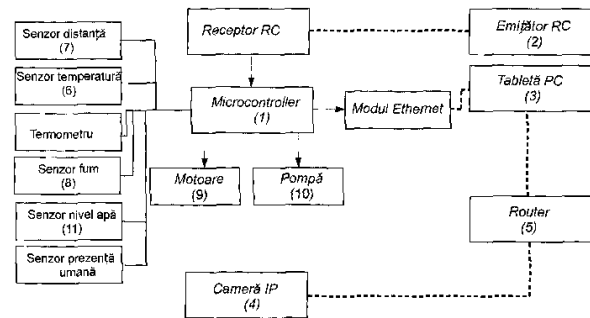 Senzor distanță
(7)
Senzor temperatură
(6)
Termometru
Senzor fum
(8)
Senzor nivel apă
(11)
Senzor prezență
umană
Receptor RC
Microcontroller
(1)
Motoare
(9)
Pompă
(10)
Cameră IP
(4)
Modul Ethernet
Emițător RC
(2)
Tabletă PC
(3)
Router
(5)